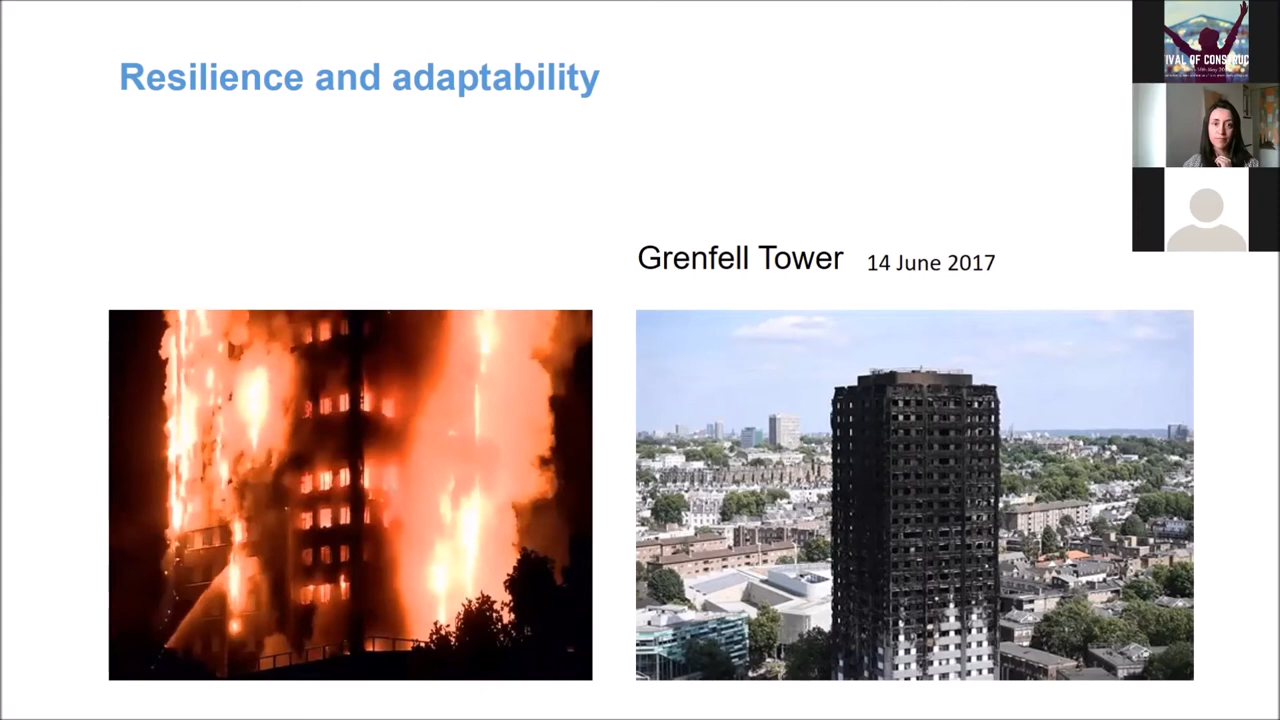 Resilience and adaptability
IVAL OF CONSTRUC
Grenfell Tower 14 June 2017